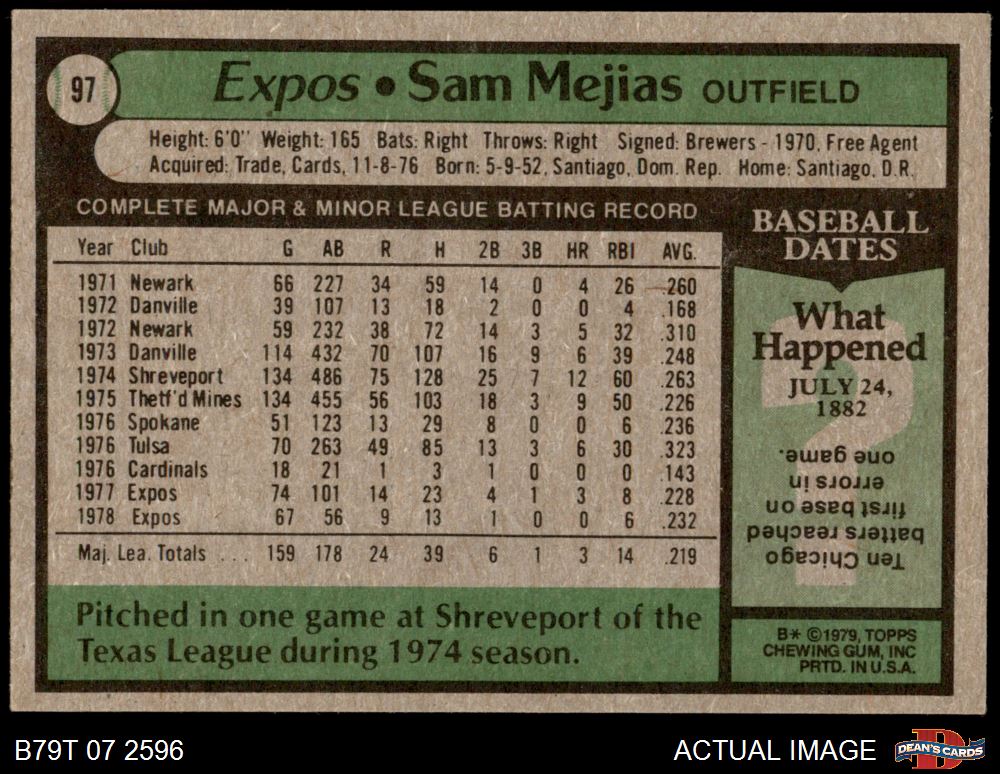 97
Expos • Sam Mejias OUTFIELD
Height: 6'0" Weight: 165 Bats: Right Throws: Right Signed: Brewers - 1970, Free Agent
Acquired: Trade, Cards, 11-8-76 Born: 5-9-52, Santiago, Dom. Rep. Home: Santiago, D.R.
COMPLETE MAJOR & MINOR LEAGUE BATTING RECORD
Year Club G AB R H 2B 3B HR RBI AVG.
1971 Newark 66 227 34 59 14 0 4 26 .260
1972 Danville 39 107 13 18 2 0 0 4 .168
1972 Newark 59 232 38 72 14 3 5 32 .310
1973 Danville 114 432 70 107 16 9 6 39 .248
1974 Shreveport 134 486 75 128 25 7 12 60 .263
1975 Thetf'd Mines 134 455 56 103 18 3 9 50 .226
1976 Spokane 51 123 13 29 8 0 0 6 .236
1976 Tulsa 70 263 49 85 13 3 6 30 .323
1976 Cardinals 18 21 1 3 1 0 0 0 .143
1977 Expos 74 101 14 23 4 1 3 8 .228
1978 Expos 67 56 9 13 1 0 0 6 .232
Maj. Lea. Totals ... 159 178 24 39 6 1 3 14 .219
Pitched in one game at Shreveport of the
Texas League during 1974 season.
BASEBALL
DATES
What
Happened
JULY 24,
1882
Ten Chicago
batters reached
first base on
errors in
one game.
B* ©1979, TOPPS
CHEWING GUM, INC
PRTD. IN U.S.A.
B79T 07 2596
ACTUAL IMAGE
DEAN'S CARDS